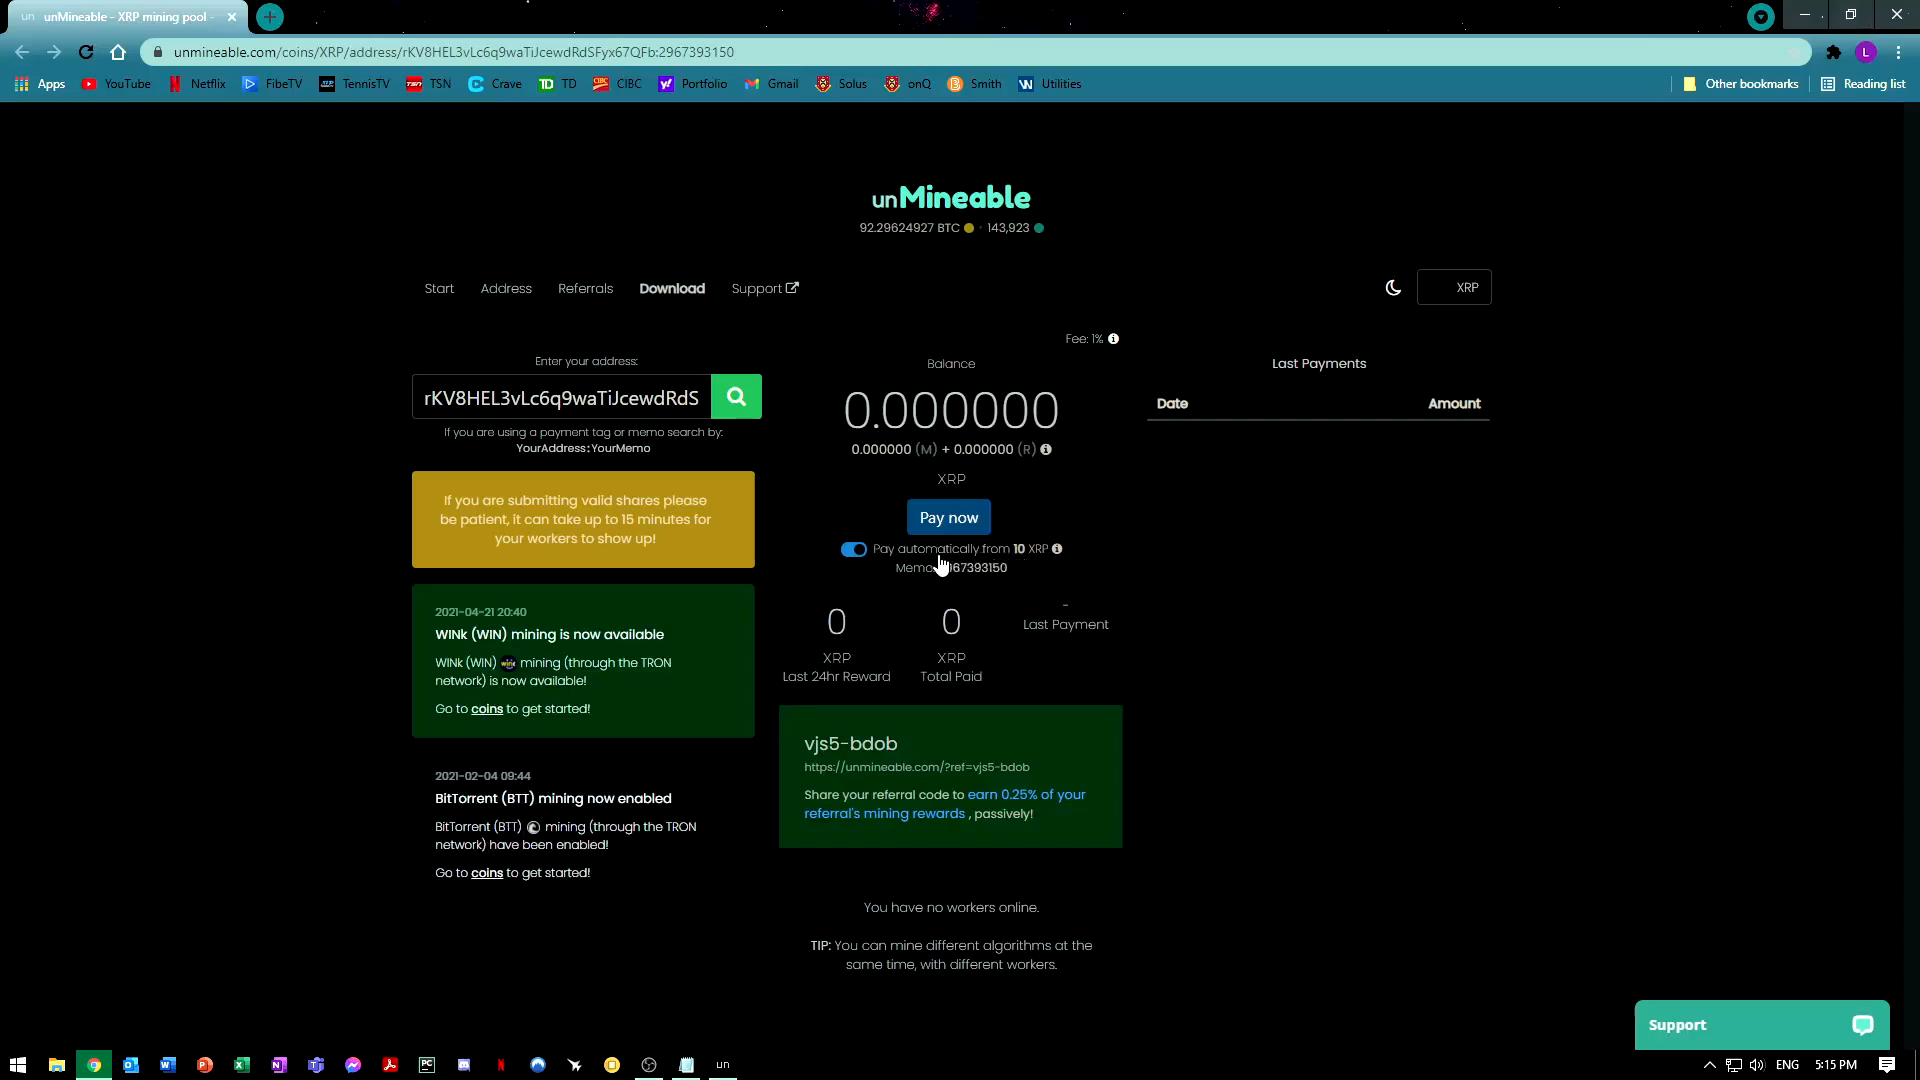 un unMineable - XRP mining pool -
unmineable.com/coins/XRP/address/rKV8HEL3vLc6q9waTiJcewdRdSFyx67QFb:2967393150
L
Apps YouTube Netflix FibeTV TennisTV TSN Crave TD CIBC Portfolio Gmail Solus onQ Smith Utilities Other bookmarks Reading list
unMineable
92.29624927 BTC · 143,923
Start Address Referrals Download Support XRP
Fee: 1%
Enter your address:
Balance
Last Payments
rKV8HEL3vLc6q9waTiJcewdRdS
0.000000
Date Amount
If you are using a payment tag or memo search by:
YourAddress:YourMemo
0.000000 (M) + 0.000000 (R)
XRP
Pay now
Pay automatically from 10 XRP
Memo 967393150
If you are submitting valid shares please
be patient, it can take up to 15 minutes for
your workers to show up!
2021-04-21 20:40
WINk (WIN) mining is now available
WINk (WIN) mining (through the TRON
network) is now available!
Go to coins to get started!
0 0 -
Last Payment
XRP XRP
Last 24hr Reward Total Paid
vjs5-bdob
https://unmineable.com/?ref=vjs5-bdob
Share your referral code to earn 0.25% of your
referral's mining rewards , passively!
2021-02-04 09:44
BitTorrent (BTT) mining now enabled
BitTorrent (BTT) mining (through the TRON
network) have been enabled!
Go to coins to get started!
You have no workers online.
TIP: You can mine different algorithms at the
same time, with different workers.
Support
un ENG 5:15 PM